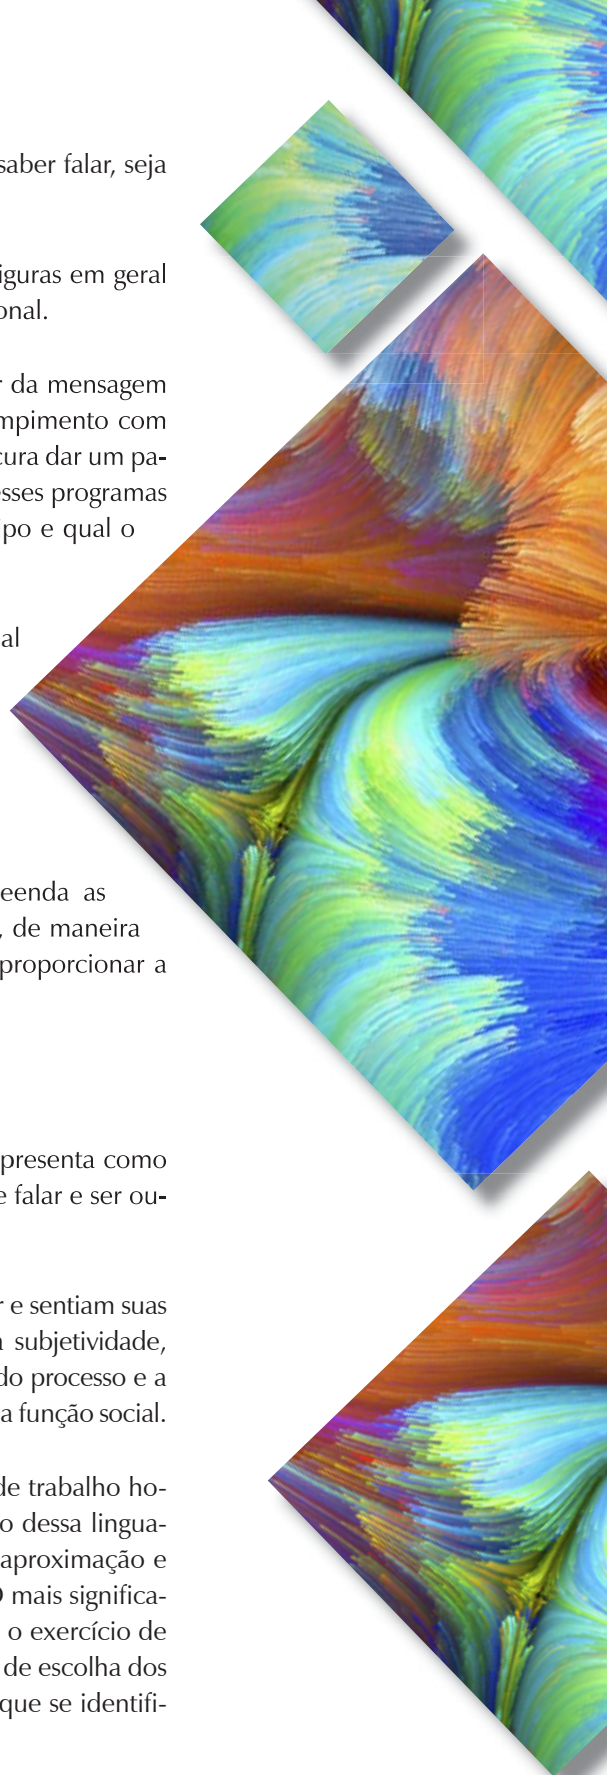 saber falar, seja
iguras em geral
onal.
r da mensagem
mpimento com
cura dar um pa-
esses programas
ipo e qual o
al
eenda as
, de maneira
proporcionar a
presenta como
e falar e ser ou-
r e sentiam suas
a subjetividade,
do processo e a
a função social.
de trabalho ho-
o dessa lingua-
aproximação e
O mais significa-
o exercício de
de escolha dos
que se identifi-